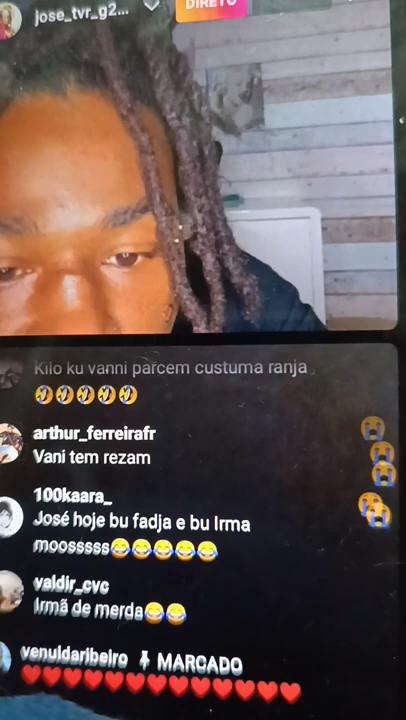 jose_tvr_g2...
DIRETO
Kilo ku vanni parcem custuma ranja
🤣🤣🤣🤣🤣
arthur_ferreirafr
Vani tem rezam
100kaara_
José hoje bu fadja e bu Irma
moosssss😂😂😂😂😂
valdir_cvc
Irmã de merda😂😂
venuldaribeiro 📌 MARCADO
❤️❤️❤️❤️❤️❤️❤️❤️❤️❤️❤️❤️❤️